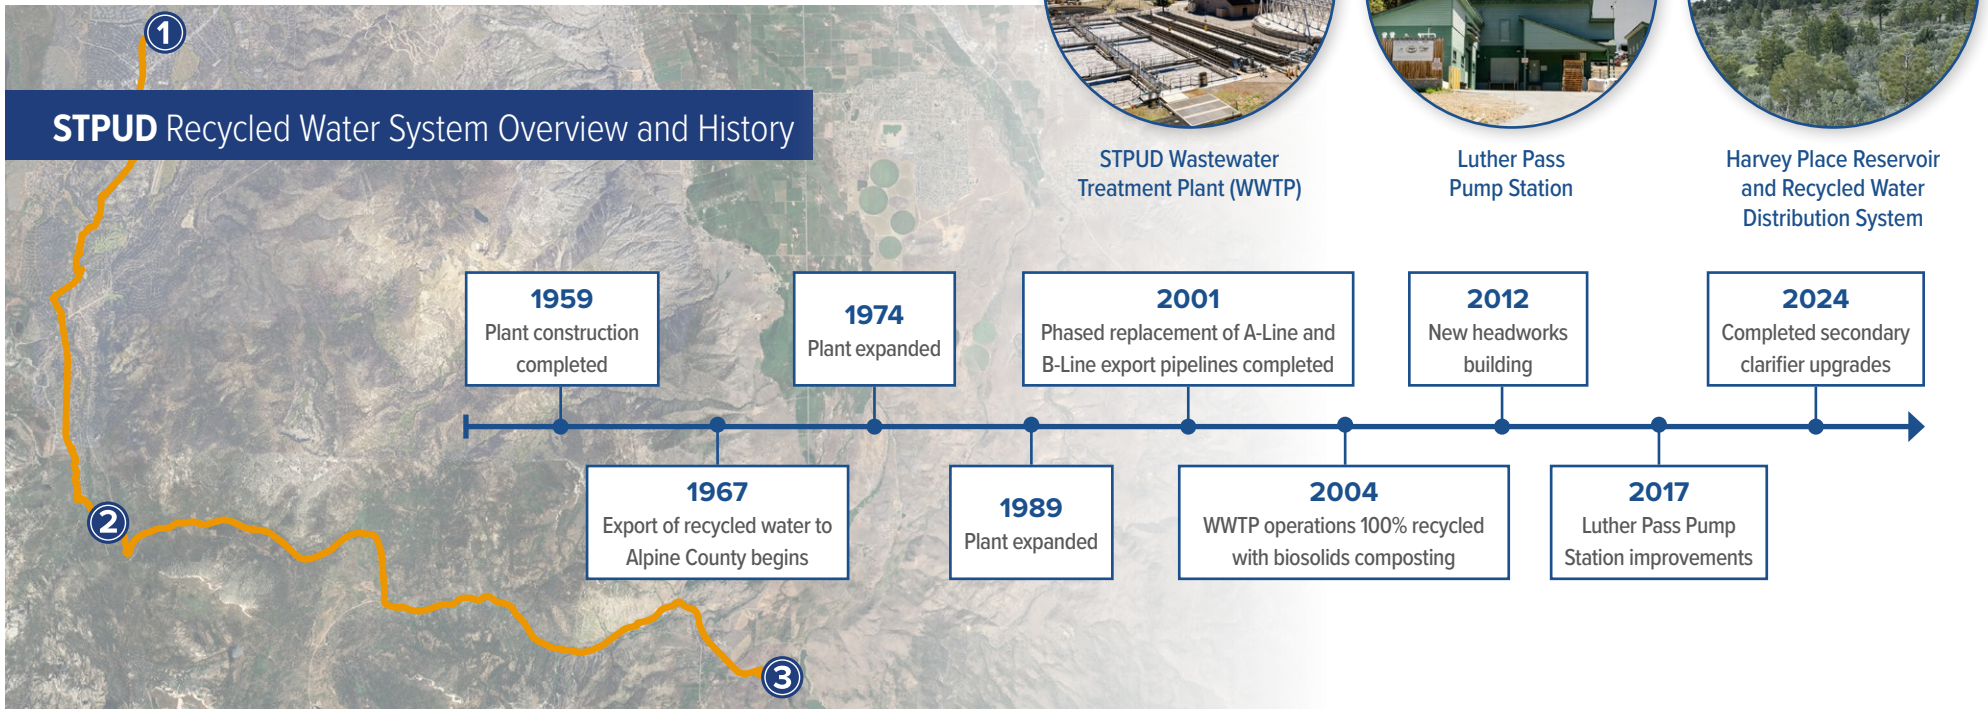 1
STPUD Recycled Water System Overview and History
STPUD Wastewater
Treatment Plant (WWTP)
Luther Pass
Pump Station
Harvey Place Reservoir
and Recycled Water
Distribution System
1959
Plant construction
completed
1974
Plant expanded
2001
Phased replacement of A-Line and
B-Line export pipelines completed
2012
New headworks
building
2024
Completed secondary
clarifier upgrades
1967
Export of recycled water to
Alpine County begins
1989
Plant expanded
2004
WWTP operations 100% recycled
with biosolids composting
2017
Luther Pass Pump
Station improvements
2
3